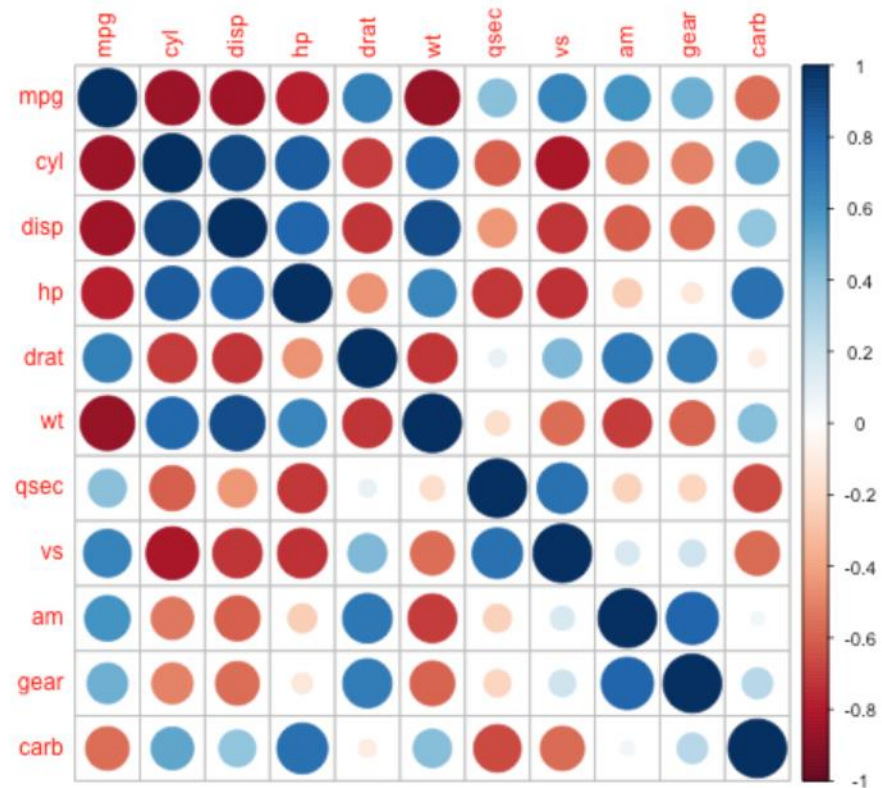 mpg cyl disp hp drat wt qsec vs am gear carb
mpg
cyl
disp
hp
drat
wt
qsec
vs
am
gear
carb
1
0.8
0.6
0.4
0.2
0
-0.2
-0.4
-0.6
-0.8
-1